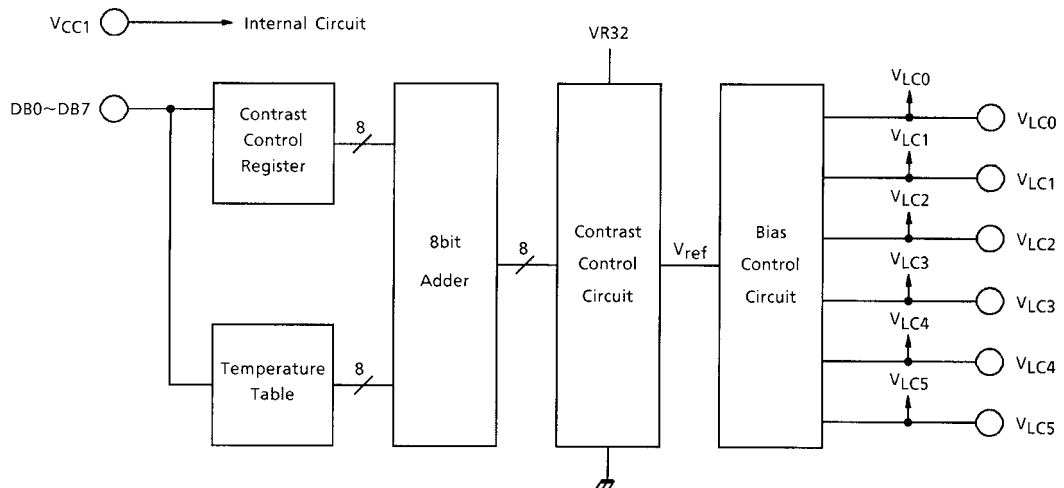 VCC1
Internal Circuit
VR32
DB0~DB7
Contrast
Control
Register
8
8bit
Adder
8
Temperature
Table
8
Contrast
Control
Circuit
Vref
Bias
Control
Circuit
VLC0
VLC0
VLC1
VLC1
VLC2
VLC2
VLC3
VLC3
VLC4
VLC4
VLC5
VLC5